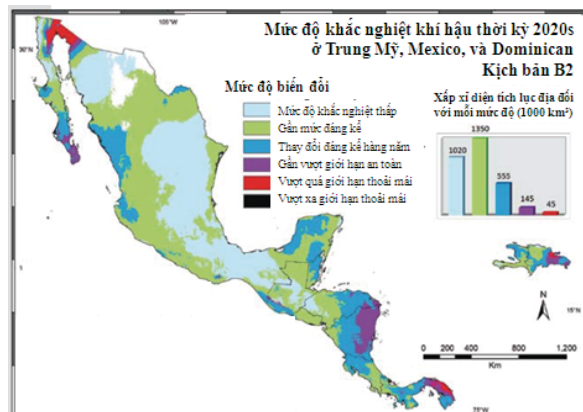 105°W
30°N
Mức độ khắc nghiệt khí hậu thời kỳ 2020s
ở Trung Mỹ, Mexico, và Dominican
Kịch bản B2
Mức độ biến đổi
Mức độ khắc nghiệt thấp
Gần mức đáng kể
Thay đổi đáng kể hàng năm
Gần vượt giới hạn an toàn
Vượt quá giới hạn thoải mái
Vượt xa giới hạn thoải mái
Xấp xỉ diện tích lục địa đối
với mỗi mức độ (1000 km²)
1020
1350
555
145
45
N
15°N
0
200
400
800
1,200
Km
75°W